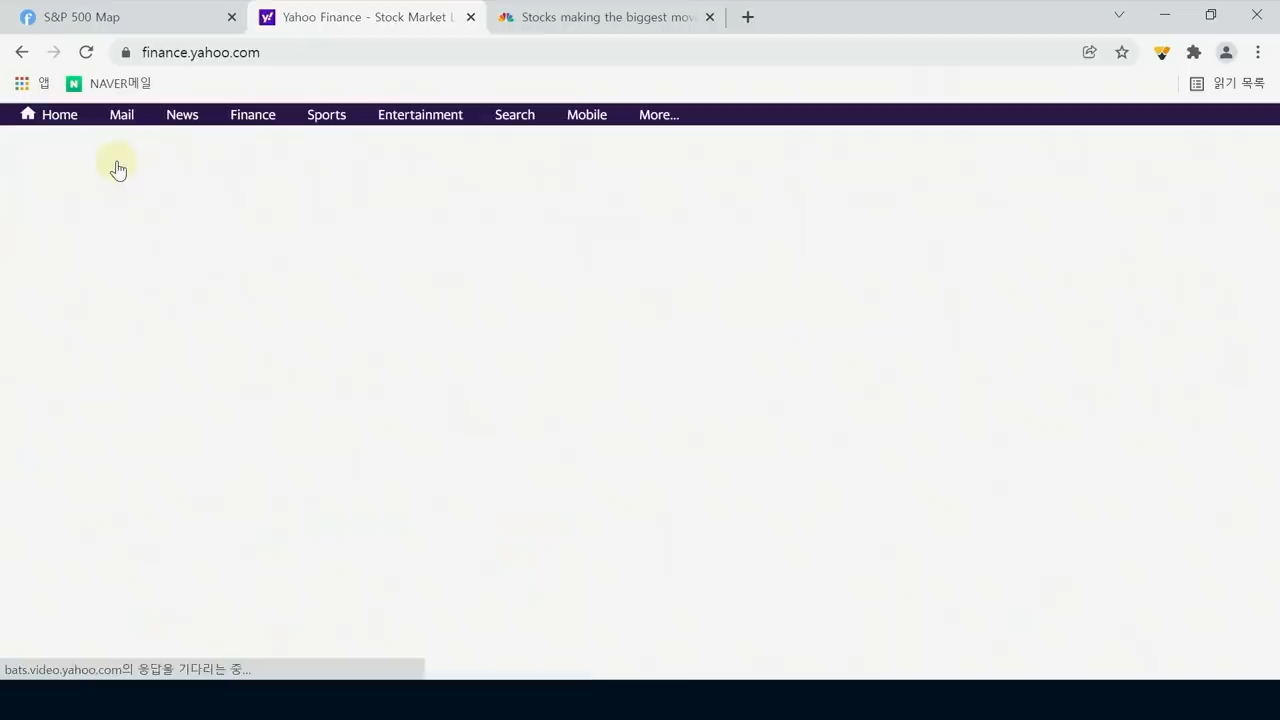 S&P 500 Map
Yahoo Finance - Stock Market L
Stocks making the biggest mov
finance.yahoo.com
앱
N NAVER메일
읽기 목록
Home Mail News Finance Sports Entertainment Search Mobile More...
bats.video.yahoo.com의 응답을 기다리는 중...